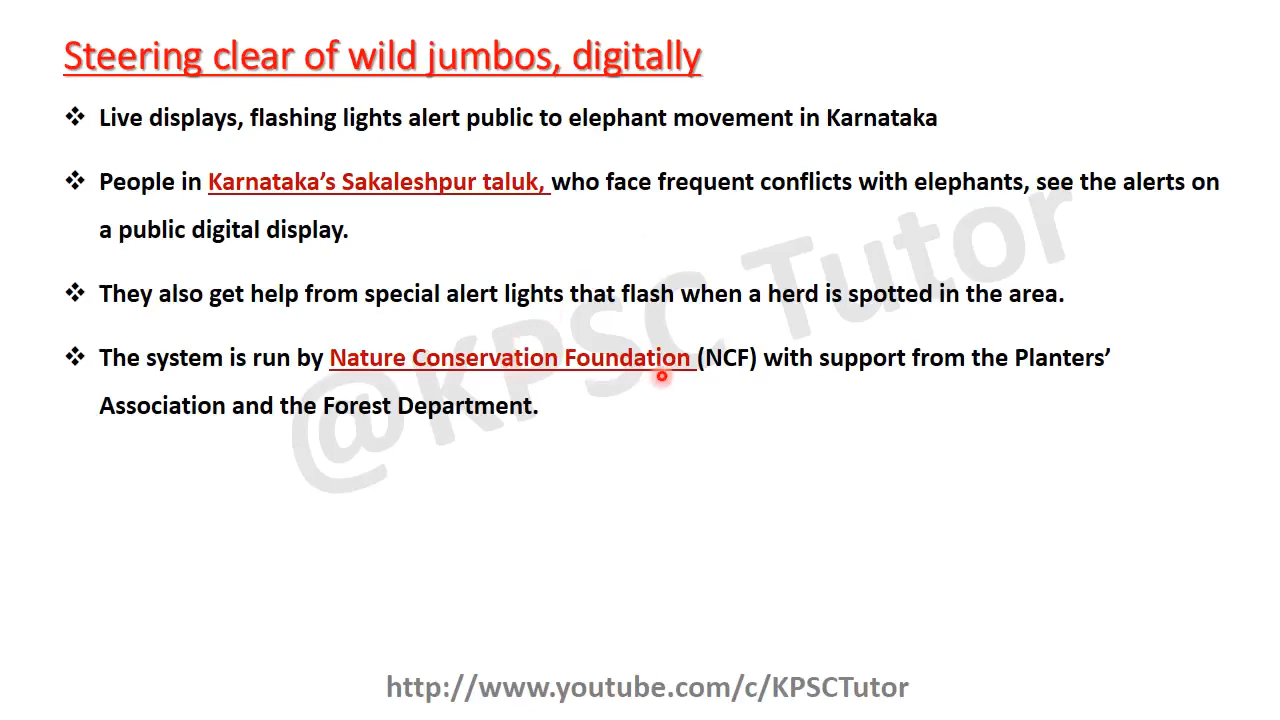 Steering clear of wild jumbos, digitally
❖ Live displays, flashing lights alert public to elephant movement in Karnataka
❖ People in Karnataka’s Sakaleshpur taluk, who face frequent conflicts with elephants, see the alerts on
a public digital display.
❖ They also get help from special alert lights that flash when a herd is spotted in the area.
❖ The system is run by Nature Conservation Foundation (NCF) with support from the Planters’
Association and the Forest Department.
@KPSC Tutor
http://www.youtube.com/c/KPSCTutor